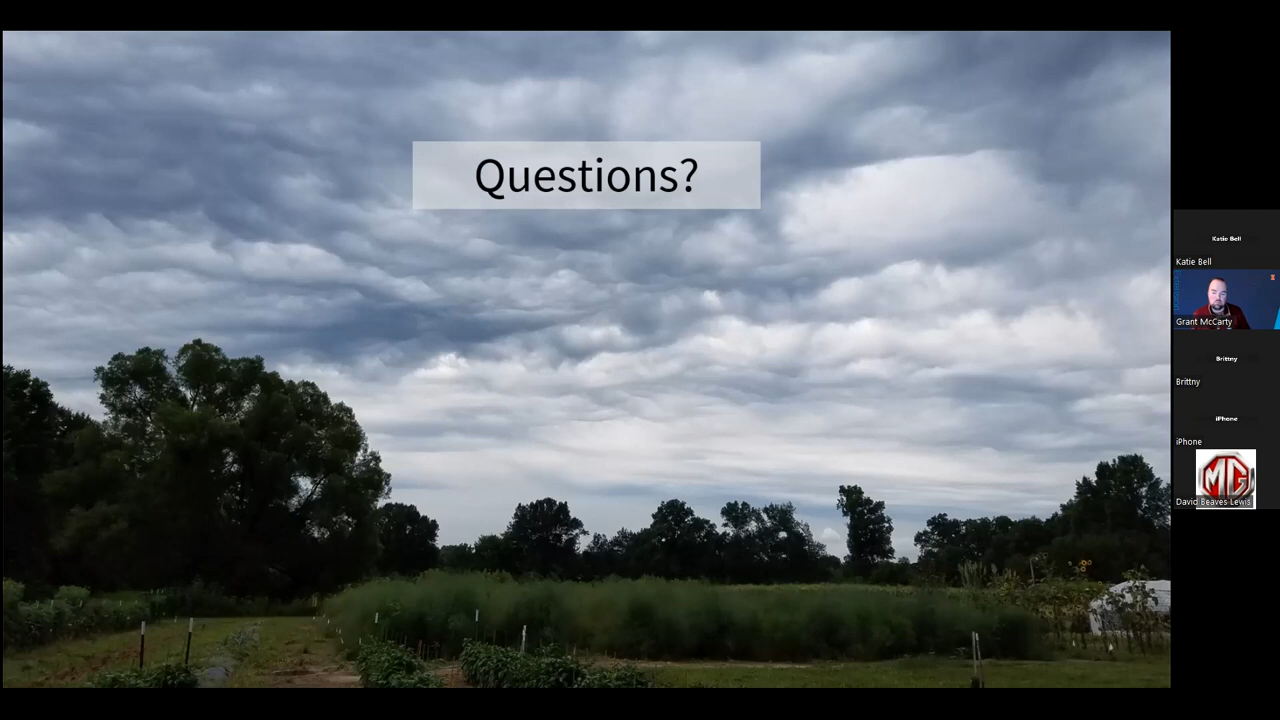 Questions?
Katie Bell
Katie Bell
Grant McCarty
Brittny
Brittny
iPhone
iPhone
MG
David Beaves Lewis